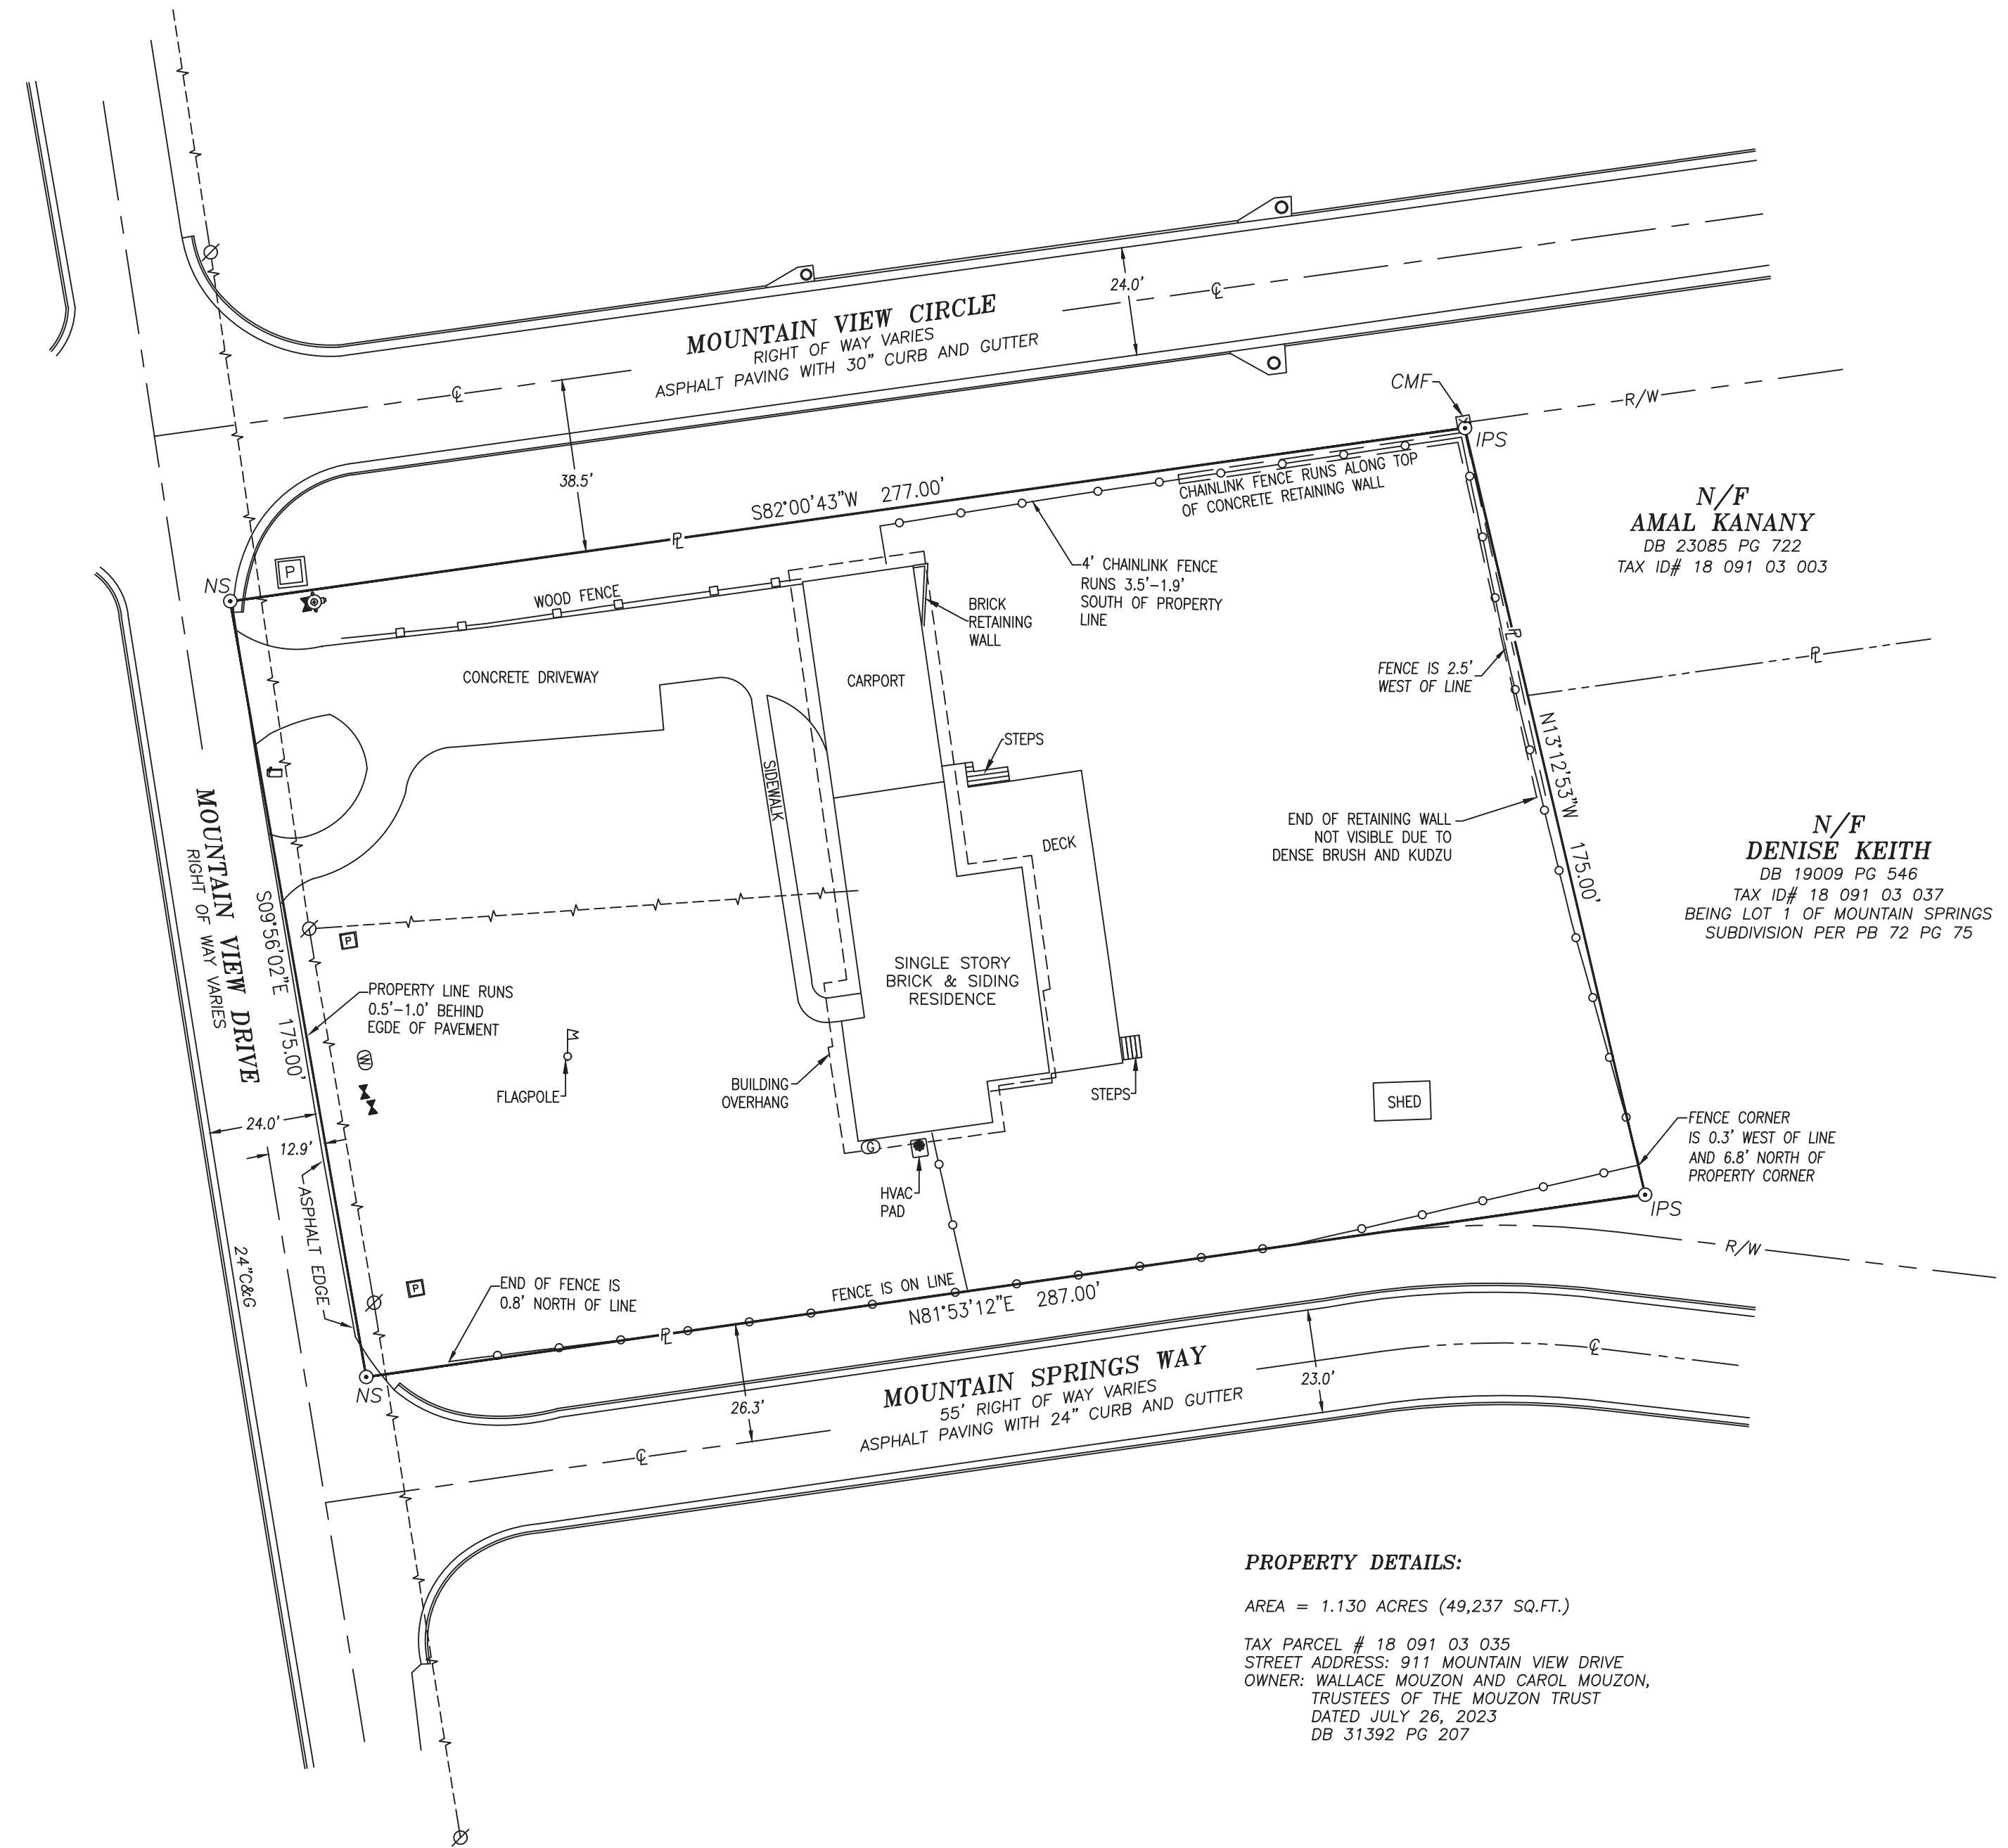 MOUNTAIN VIEW CIRCLE
RIGHT OF WAY VARIES
ASPHALT PAVING WITH 30" CURB AND GUTTER
24.0'
℄
℄
38.5'
S82°00'43"W 277.00'
℄
CMF
IPS
R/W
CHAINLINK FENCE RUNS ALONG TOP
OF CONCRETE RETAINING WALL
N/F
AMAL KANANY
DB 23085 PG 722
TAX ID# 18 091 03 003
NS
P
WOOD FENCE
4' CHAINLINK FENCE
RUNS 3.5'-1.9'
SOUTH OF PROPERTY
LINE
BRICK
RETAINING
WALL
CONCRETE DRIVEWAY
CARPORT
FENCE IS 2.5'
WEST OF LINE
PL
PL
PL
STEPS
SIDEWALK
N13°12'53"W 175.00'
END OF RETAINING WALL
NOT VISIBLE DUE TO
DENSE BRUSH AND KUDZU
DECK
N/F
DENISE KEITH
DB 19009 PG 546
TAX ID# 18 091 03 037
BEING LOT 1 OF MOUNTAIN SPRINGS
SUBDIVISION PER PB 72 PG 75
MOUNTAIN VIEW DRIVE
RIGHT OF WAY VARIES
S09°56'02"E 175.00'
P
SINGLE STORY
BRICK & SIDING
RESIDENCE
PROPERTY LINE RUNS
0.5'-1.0' BEHIND
EGDE OF PAVEMENT
W
FLAGPOLE
BUILDING
OVERHANG
STEPS
SHED
24.0'
12.9'
G
HVAC
PAD
FENCE CORNER
IS 0.3' WEST OF LINE
AND 6.8' NORTH OF
PROPERTY CORNER
IPS
R/W
ASPHALT EDGE
24"C&G
P
END OF FENCE IS
0.8' NORTH OF LINE
FENCE IS ON LINE
N81°53'12"E 287.00'
PL
NS
26.3'
MOUNTAIN SPRINGS WAY
55' RIGHT OF WAY VARIES
ASPHALT PAVING WITH 24" CURB AND GUTTER
23.0'
℄
PROPERTY DETAILS:
AREA = 1.130 ACRES (49,237 SQ.FT.)
TAX PARCEL # 18 091 03 035
STREET ADDRESS: 911 MOUNTAIN VIEW DRIVE
OWNER: WALLACE MOUZON AND CAROL MOUZON,
TRUSTEES OF THE MOUZON TRUST
DATED JULY 26, 2023
DB 31392 PG 207